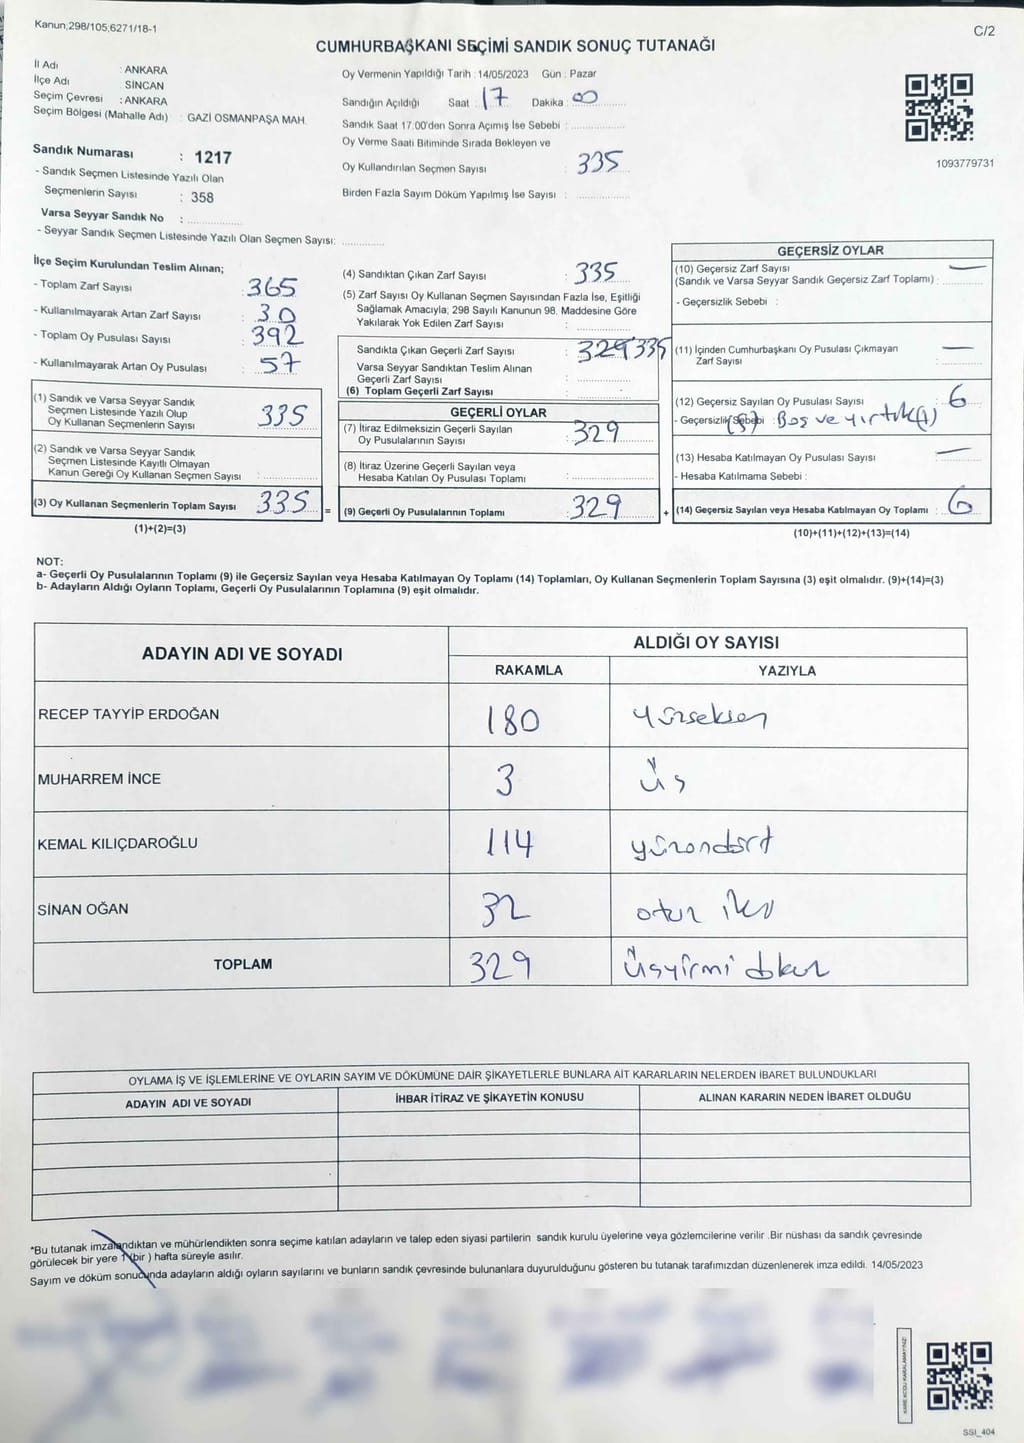 Kanun;298/105;6271/18-1
C/2
CUMHURBAŞKANI SEÇİMİ SANDIK SONUÇ TUTANAĞI
İl Adı : ANKARA
İlçe Adı : SİNCAN
Seçim Çevresi : ANKARA
Seçim Bölgesi (Mahalle Adı) : GAZİ OSMANPAŞA MAH.
Sandık Numarası : 1217
- Sandık Seçmen Listesinde Yazılı Olan
Seçmenlerin Sayısı : 358
Varsa Seyyar Sandık No :
- Seyyar Sandık Seçmen Listesinde Yazılı Olan Seçmen Sayısı:
Oy Vermenin Yapıldığı Tarih : 14/05/2023 Gün : Pazar
Sandığın Açıldığı Saat : 17 Dakika : 00
Sandık Saat 17.00'den Sonra Açımış İse Sebebi :
Oy Verme Saati Bitiminde Sırada Bekleyen ve
Oy Kullandırılan Seçmen Sayısı : 335
Birden Fazla Sayım Döküm Yapılmış İse Sayısı :
1093779731
İlçe Seçim Kurulundan Teslim Alınan;
- Toplam Zarf Sayısı : 365
- Kullanılmayarak Artan Zarf Sayısı : 30
- Toplam Oy Pusulası Sayısı : 392
- Kullanılmayarak Artan Oy Pusulası : 57
(1) Sandık ve Varsa Seyyar Sandık
Seçmen Listesinde Yazılı Olup
Oy Kullanan Seçmenlerin Sayısı : 335
(2) Sandık ve Varsa Seyyar Sandık
Seçmen Listesinde Kayıtlı Olmayan
Kanun Gereği Oy Kullanan Seçmen Sayısı :
(3) Oy Kullanan Seçmenlerin Toplam Sayısı : 335 =
(1)+(2)=(3)
(4) Sandıktan Çıkan Zarf Sayısı : 335
(5) Zarf Sayısı Oy Kullanan Seçmen Sayısından Fazla İse, Eşitliği
Sağlamak Amacıyla; 298 Sayılı Kanunun 98. Maddesine Göre
Yakılarak Yok Edilen Zarf Sayısı :
Sandıkta Çıkan Geçerli Zarf Sayısı : 329 335
Varsa Seyyar Sandıktan Teslim Alınan
Geçerli Zarf Sayısı :
(6) Toplam Geçerli Zarf Sayısı :
GEÇERLİ OYLAR
(7) İtiraz Edilmeksizin Geçerli Sayılan
Oy Pusulalarının Sayısı : 329
(8) İtiraz Üzerine Geçerli Sayılan veya
Hesaba Katılan Oy Pusulası Toplamı :
(9) Geçerli Oy Pusulalarının Toplamı : 329 +
GEÇERSİZ OYLAR
(10) Geçersiz Zarf Sayısı —
(Sandık ve Varsa Seyyar Sandık Geçersiz Zarf Toplamı) :
- Geçersizlik Sebebi :
(11) İçinden Cumhurbaşkanı Oy Pusulası Çıkmayan —
Zarf Sayısı :
(12) Geçersiz Sayılan Oy Pusulası Sayısı : 6
- Geçersizlik Sebebi : (5) Boş ve yırtık(1)
(13) Hesaba Katılmayan Oy Pusulası Sayısı : —
- Hesaba Katılmama Sebebi :
(14) Geçersiz Sayılan veya Hesaba Katılmayan Oy Toplamı : 6
(10)+(11)+(12)+(13)=(14)
NOT:
a- Geçerli Oy Pusulalarının Toplamı (9) ile Geçersiz Sayılan veya Hesaba Katılmayan Oy Toplamı (14) Toplamları, Oy Kullanan Seçmenlerin Toplam Sayısına (3) eşit olmalıdır. (9)+(14)=(3)
b- Adayların Aldığı Oyların Toplamı, Geçerli Oy Pusulalarının Toplamına (9) eşit olmalıdır.
ADAYIN ADI VE SOYADI
ALDIĞI OY SAYISI
RAKAMLA YAZIYLA
RECEP TAYYİP ERDOĞAN 180 yüzseksen
MUHARREM İNCE 3 üç
KEMAL KILIÇDAROĞLU 114 yüzondört
SİNAN OĞAN 32 otuz iki
TOPLAM 329 üçyirmi dokuz
OYLAMA İŞ VE İŞLEMLERİNE VE OYLARIN SAYIM VE DÖKÜMÜNE DAİR ŞİKAYETLERLE BUNLARA AİT KARARLARIN NELERDEN İBARET BULUNDUKLARI
ADAYIN ADI VE SOYADI İHBAR İTİRAZ VE ŞİKAYETİN KONUSU ALINAN KARARIN NEDEN İBARET OLDUĞU
*Bu tutanak imzalandıktan ve mühürlendikten sonra seçime katılan adayların ve talep eden siyasi partilerin sandık kurulu üyelerine veya gözlemcilerine verilir. Bir nüshası da sandık çevresinde
görülecek bir yere 1 (bir ) hafta süreyle asılır.
Sayım ve döküm sonucunda adayların aldığı oyların sayılarını ve bunların sandık çevresinde bulunanlara duyurulduğunu gösteren bu tutanak tarafımızdan düzenlenerek imza edildi. 14/05/2023
KARE KODU KARALAMAYINIZ!
SSI_404